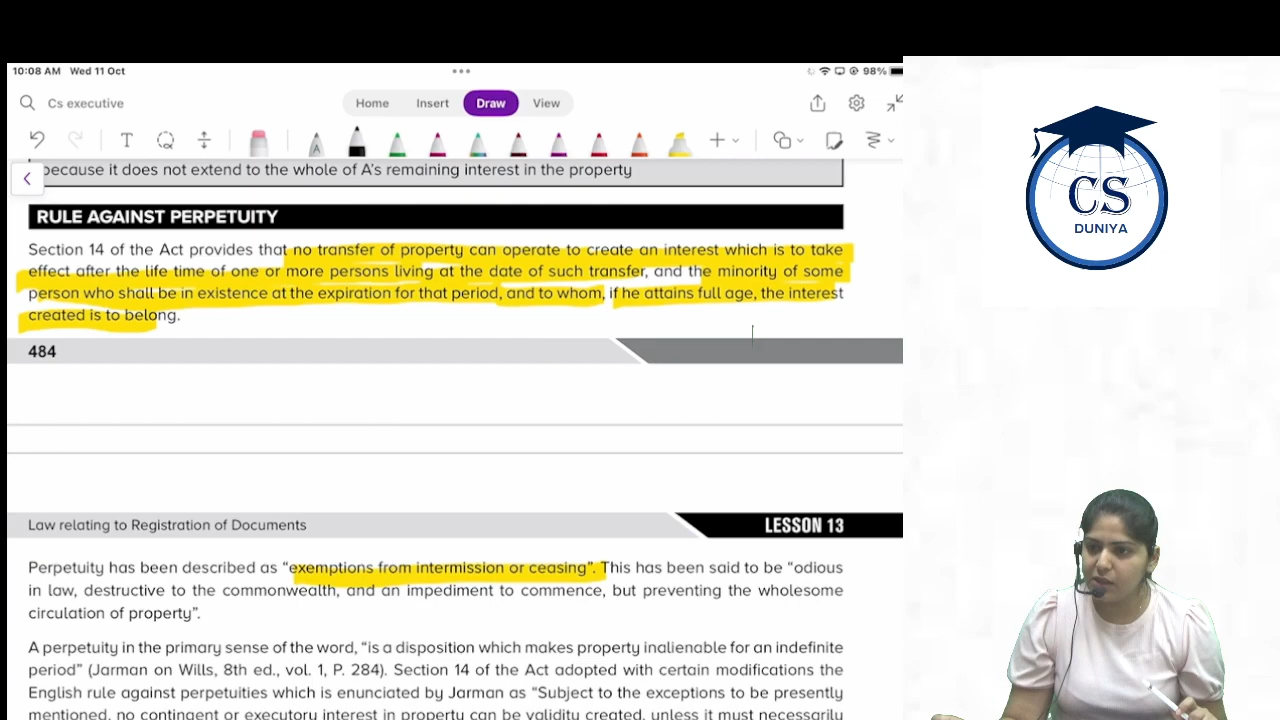 10:08 AM Wed 11 Oct
98%
Cs executive
Home Insert Draw View
because it does not extend to the whole of A's remaining interest in the property
RULE AGAINST PERPETUITY
Section 14 of the Act provides that no transfer of property can operate to create an interest which is to take
effect after the life time of one or more persons living at the date of such transfer, and the minority of some
person who shall be in existence at the expiration for that period, and to whom, if he attains full age, the interest
created is to belong.
484
Law relating to Registration of Documents
LESSON 13
Perpetuity has been described as “exemptions from intermission or ceasing”. This has been said to be “odious
in law, destructive to the commonwealth, and an impediment to commence, but preventing the wholesome
circulation of property”.
A perpetuity in the primary sense of the word, “is a disposition which makes property inalienable for an indefinite
period” (Jarman on Wills, 8th ed., vol. 1, P. 284). Section 14 of the Act adopted with certain modifications the
English rule against perpetuities which is enunciated by Jarman as “Subject to the exceptions to be presently
mentioned, no contingent or executory interest in property can be validity created, unless it must necessarily
CS
DUNIYA